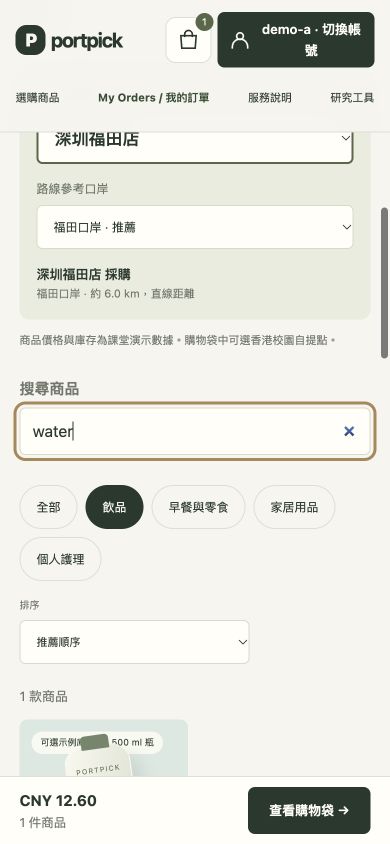 P portpick
1
demo-a · 切換帳
號
選購商品 My Orders / 我的訂單 服務說明 研究工具
深圳福田店
路線參考口岸
福田口岸 · 推薦
深圳福田店 採購
福田口岸 · 約 6.0 km，直線距離
商品價格與庫存為課堂演示數據。購物袋中可選香港校園自提點。
搜尋商品
water
全部 飲品 早餐與零食 家居用品
個人護理
排序
推薦順序
1 款商品
可選示例 500 ml 瓶
PORTPICK
CNY 12.60
1 件商品
查看購物袋 →